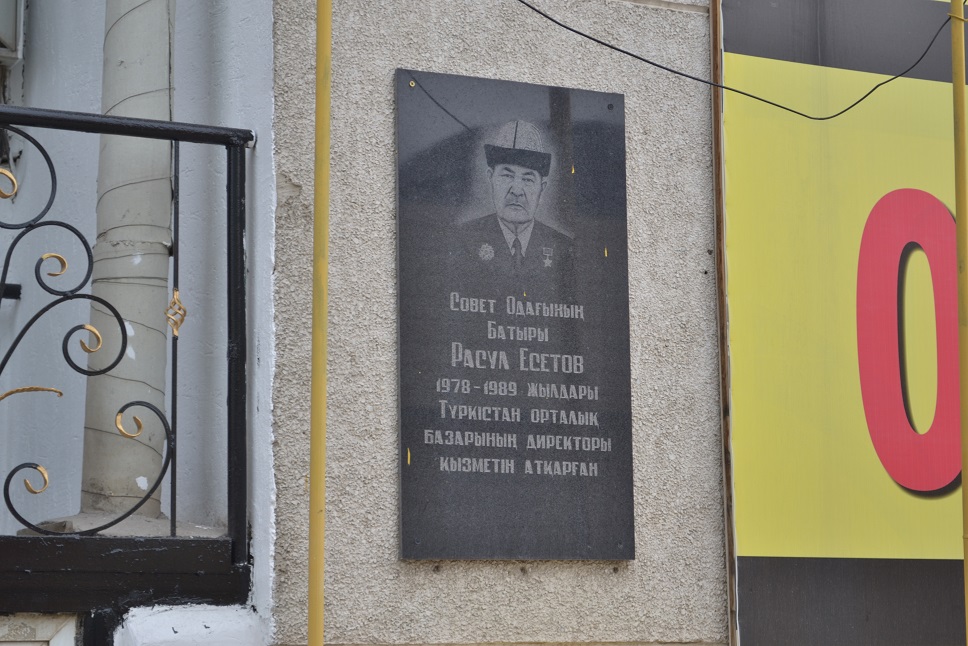 Совет Одағының
Батыры
Расул Есетов
1978-1989 жылдары
Түркістан орталық
базарының директоры
қызметін атқарған
О